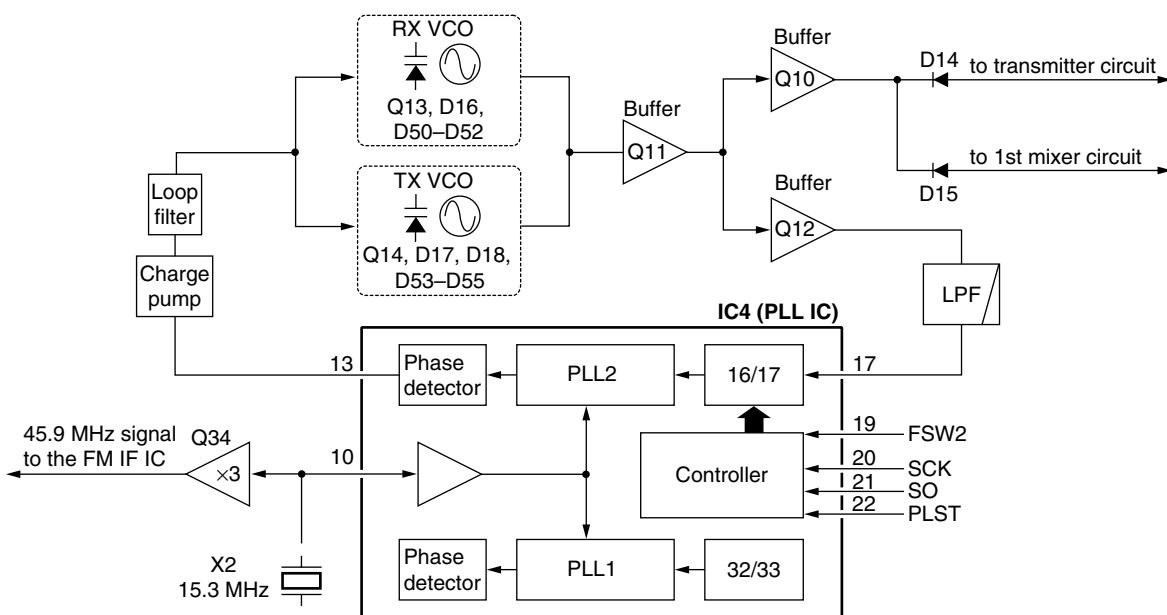 RX VCO
Q13, D16,
D50–D52
TX VCO
Q14, D17, D18,
D53–D55
Loop
filter
Charge
pump
Buffer
Q11
Buffer
Q10
Buffer
Q12
D14
to transmitter circuit
to 1st mixer circuit
D15
LPF
IC4 (PLL IC)
13
Phase
detector
PLL2
16/17
17
45.9 MHz signal
to the FM IF IC
Q34
×3
10
Controller
19
FSW2
20
SCK
21
SO
22
PLST
X2
15.3 MHz
Phase
detector
PLL1
32/33